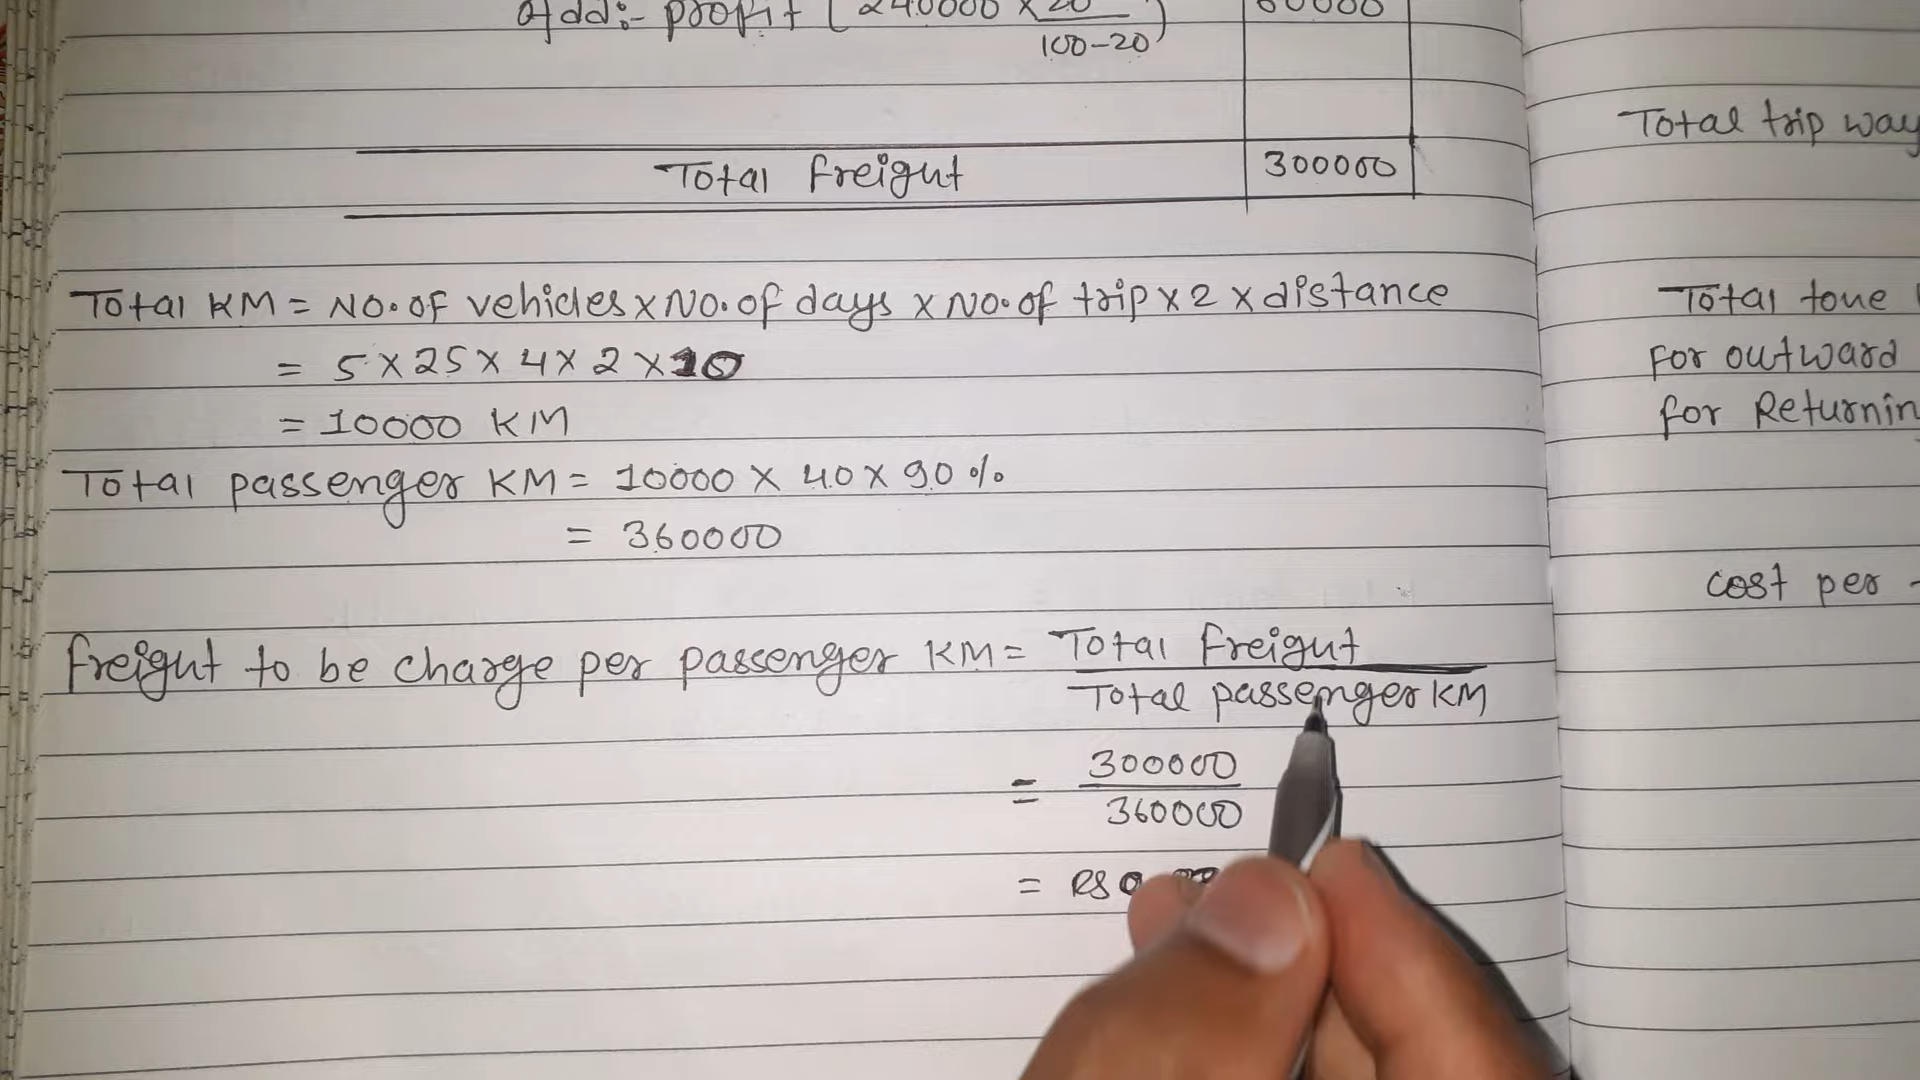 add:- profit (240000 × 20
100-20)
60000
Total freight 300000
Total KM = NO. of vehicles × NO. of days × NO. of trip × 2 × distance
= 5 × 25 × 4 × 2 × 10
= 10000 KM
Total passenger KM = 10000 × 40 × 90%
= 360000
freight to be charge per passenger KM = Total freight
Total passenger KM
= 300000
360000
= RS 0
Total trip way
Total tone
for outward
for Returnin
cost per